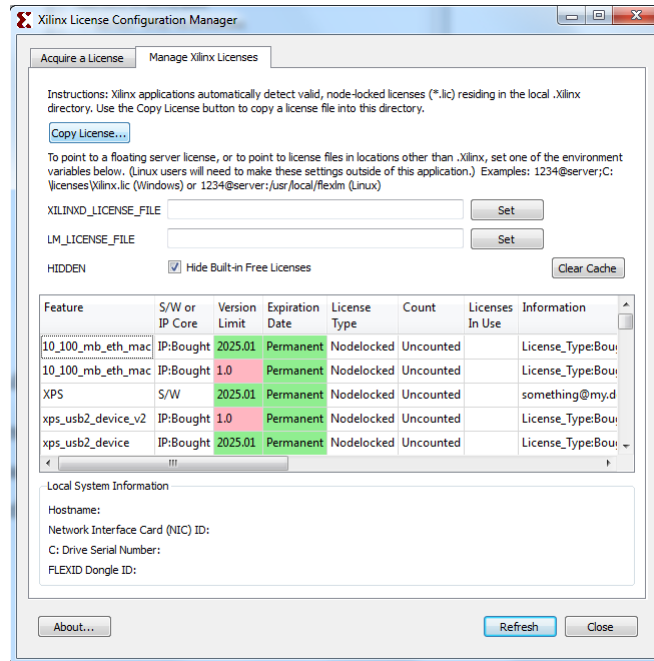 Xilinx License Configuration Manager
Acquire a License Manage Xilinx Licenses
Instructions: Xilinx applications automatically detect valid, node-locked licenses (*.lic) residing in the local .Xilinx
directory. Use the Copy License button to copy a license file into this directory.
Copy License...
To point to a floating server license, or to point to license files in locations other than .Xilinx, set one of the environment
variables below. (Linux users will need to make these settings outside of this application.) Examples: 1234@server;C:
\licenses\Xilinx.lic (Windows) or 1234@server:/usr/local/flexlm (Linux)
XILINXD_LICENSE_FILE Set
LM_LICENSE_FILE Set
HIDDEN Hide Built-in Free Licenses Clear Cache
Feature S/W or Version Expiration License Count Licenses Information
IP Core Limit Date Type In Use
10_100_mb_eth_mac IP:Bought 2025.01 Permanent Nodelocked Uncounted License_Type:Bou
10_100_mb_eth_mac IP:Bought 1.0 Permanent Nodelocked Uncounted License_Type:Bou
XPS S/W 2025.01 Permanent Nodelocked Uncounted something@my.d
xps_usb2_device_v2 IP:Bought 1.0 Permanent Nodelocked Uncounted License_Type:Bou
xps_usb2_device IP:Bought 2025.01 Permanent Nodelocked Uncounted License_Type:Bou
Local System Information
Hostname:
Network Interface Card (NIC) ID:
C: Drive Serial Number:
FLEXID Dongle ID:
About... Refresh Close